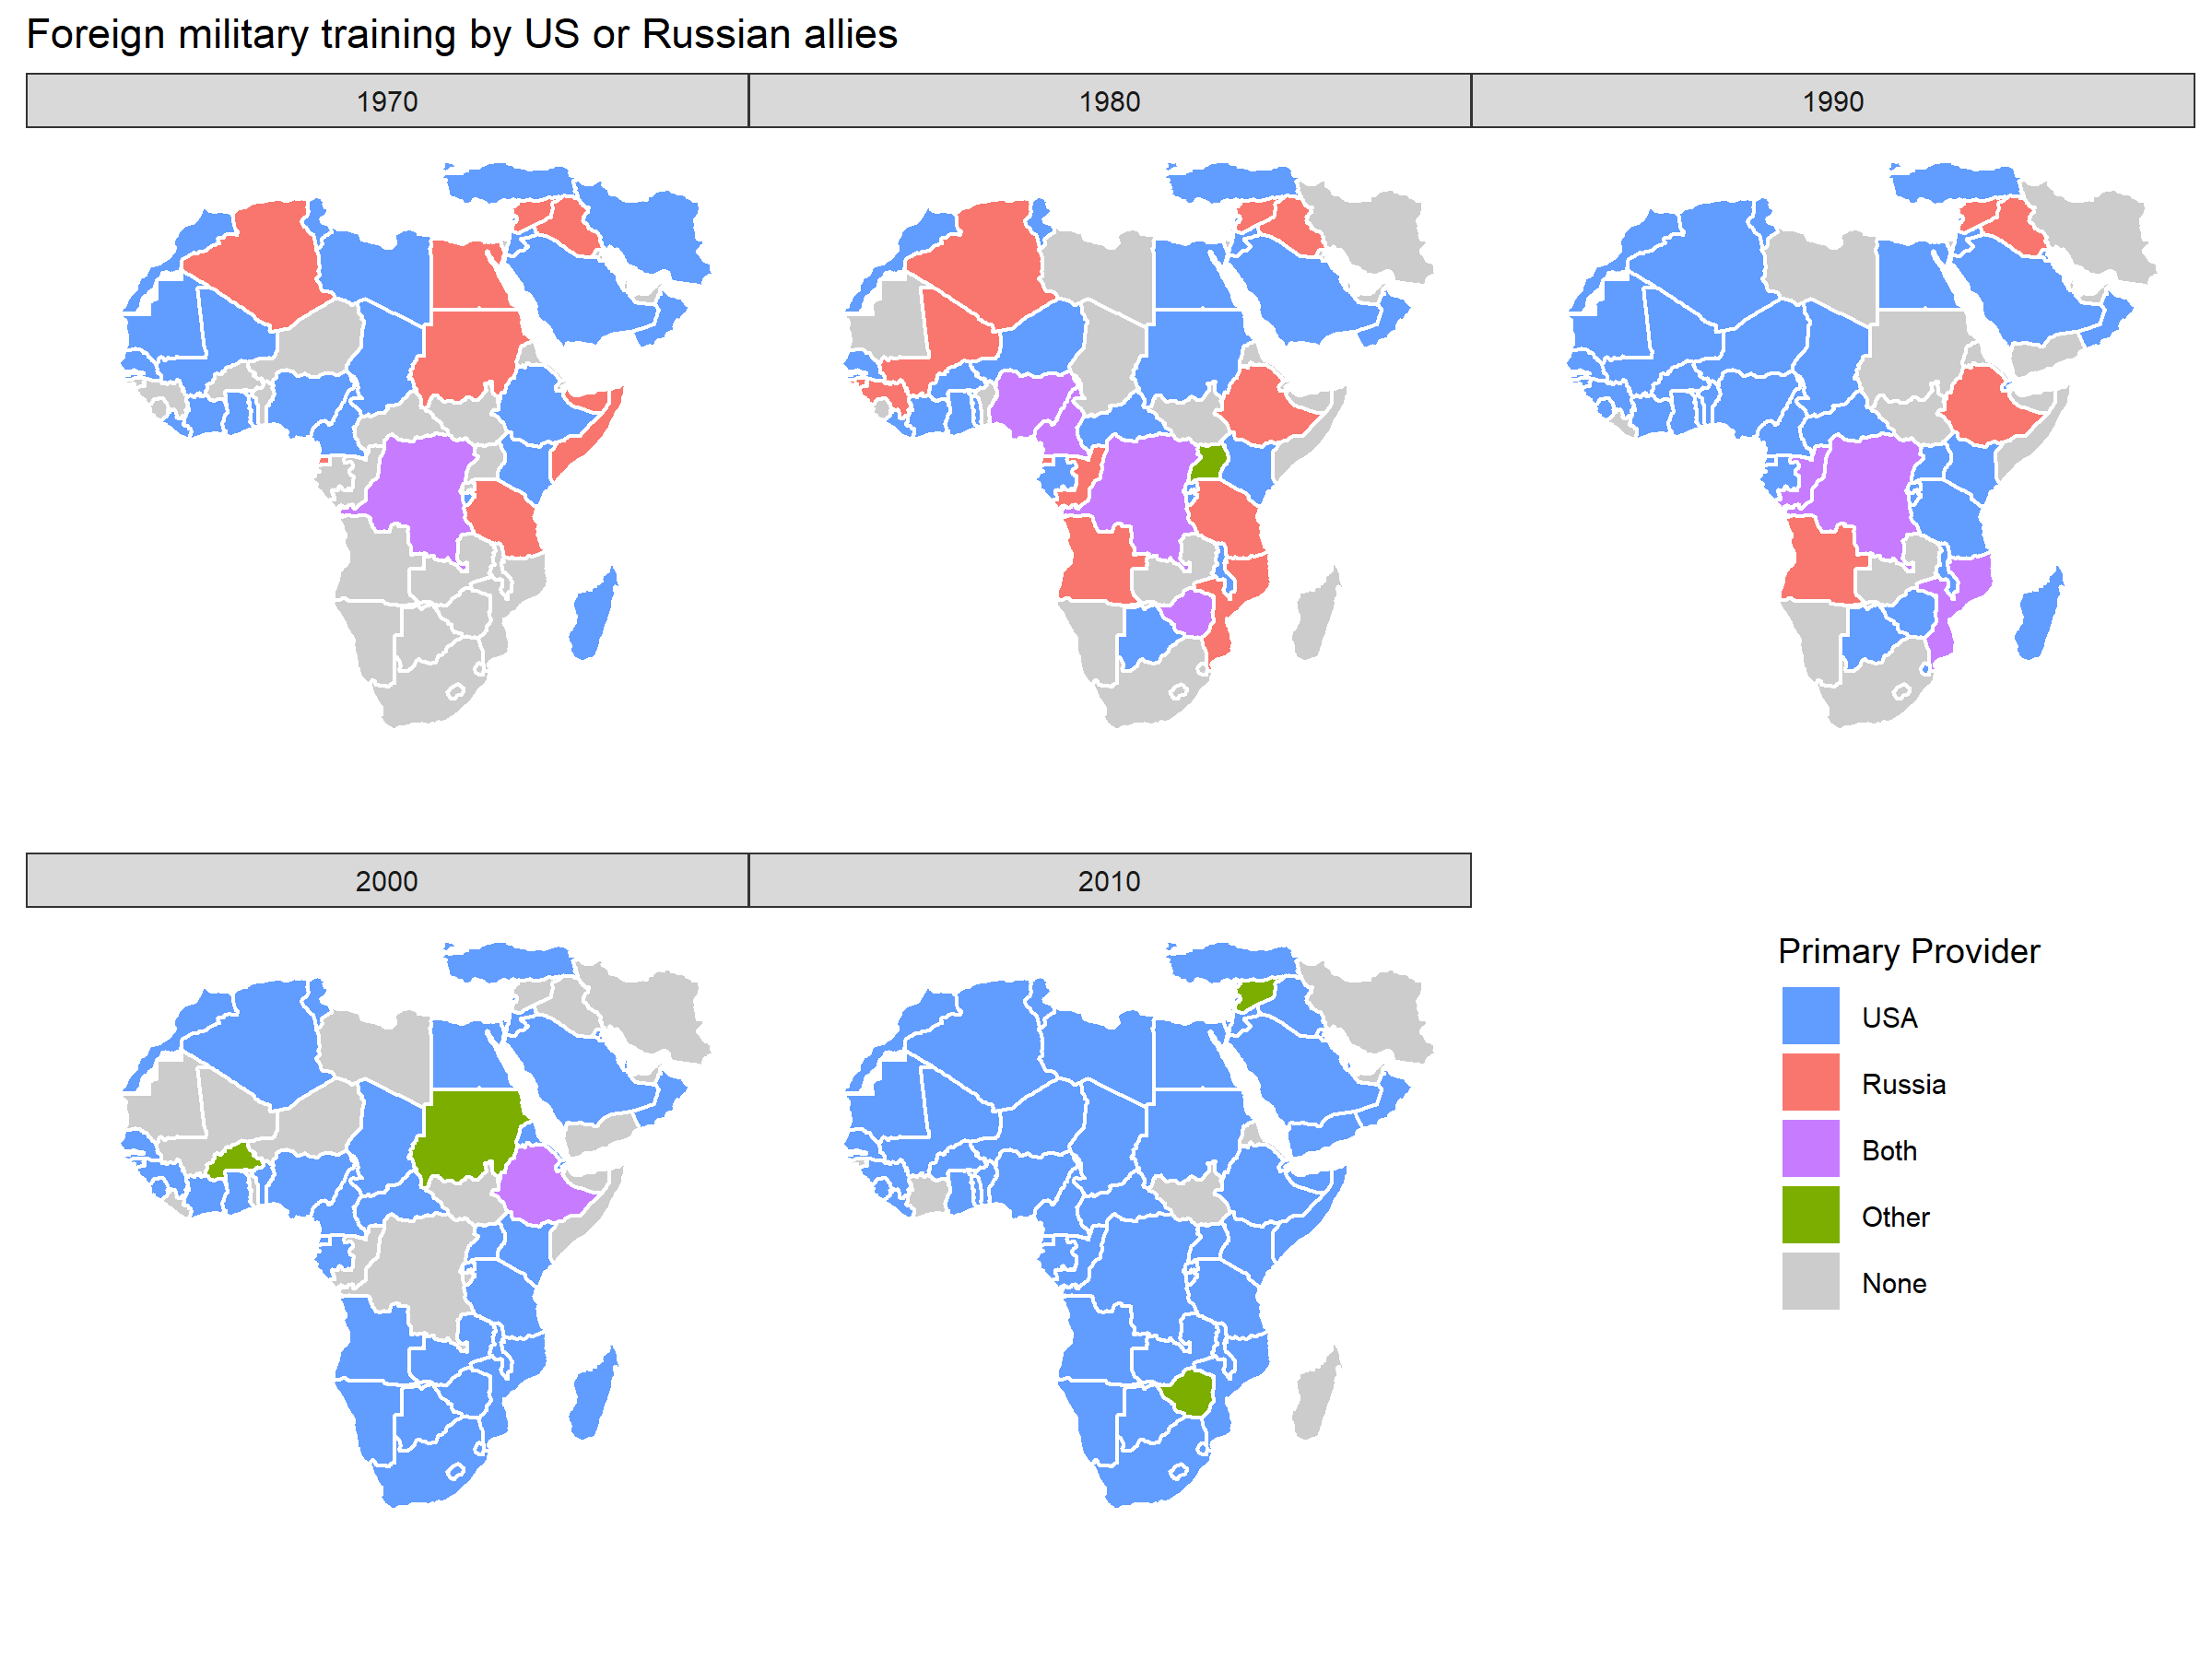 Foreign military training by US or Russian allies
1970
1980
1990
2000
2010
Primary Provider
USA
Russia
Both
Other
None